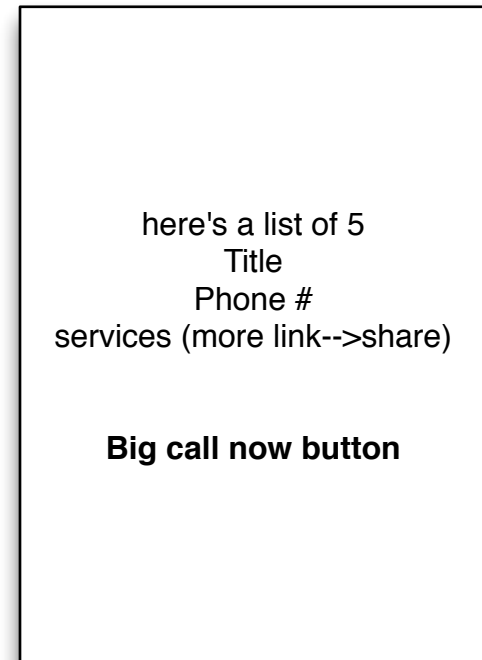 here's a list of 5
Title
Phone #
services (more link-->share)
Big call now button